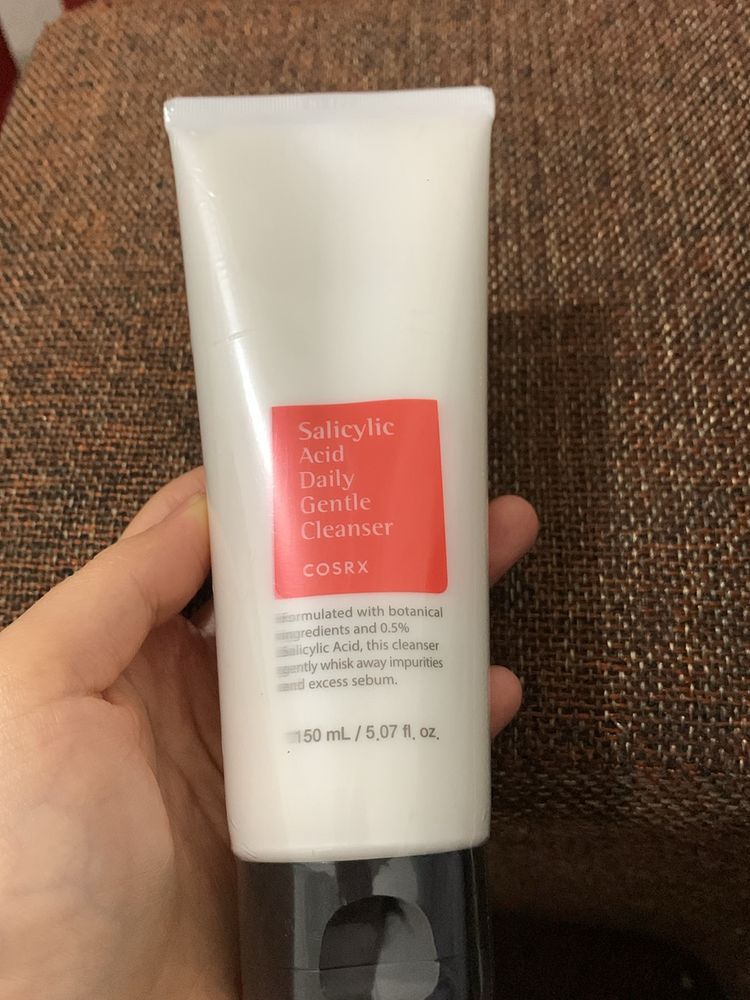 Salicylic
Acid
Daily
Gentle
Cleanser
COSRX
Formulated with botanical
ingredients and 0.5%
Salicylic Acid, this cleanser
gently whisk away impurities
and excess sebum.
150 mL / 5.07 fl. oz.